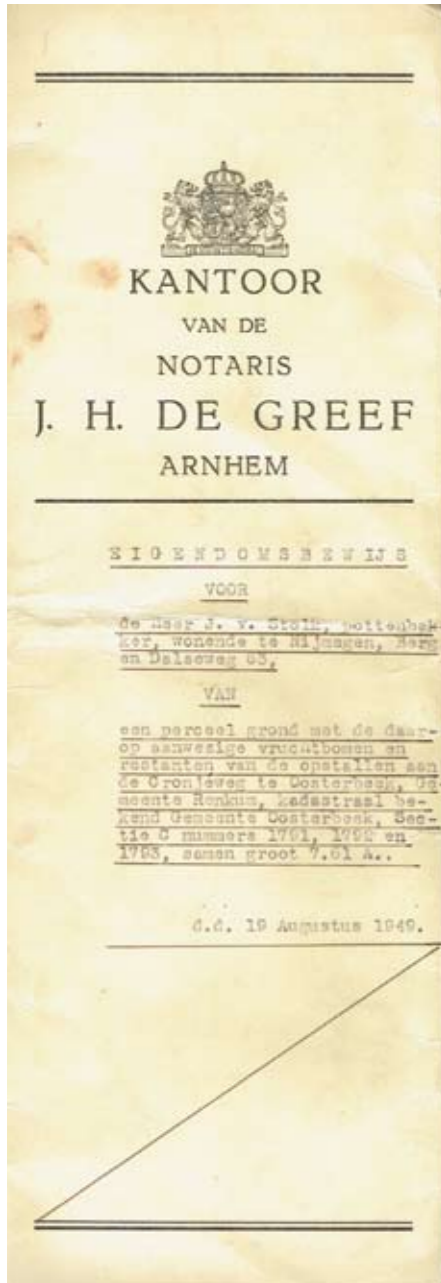 KANTOOR
VAN DE
NOTARIS
J. H. DE GREEF
ARNHEM
EIGENDOMSBEWIJS
VOOR
de Heer J. v. Stolk, pottenbak-
ker, wonende te Nijmegen, Berg
en Dalseweg 63,
VAN
een perceel grond met de daar-
op aanwezige vruchtbomen en
restanten van de opstallen aan
de Cronjéweg te Oosterbeek, Ge-
meente Renkum, kadastraal be-
kend Gemeente Oosterbeek, Sec-
tie C nummers 1791, 1792 en
1793, samen groot 7.61 A..
d.d. 19 Augustus 1949.